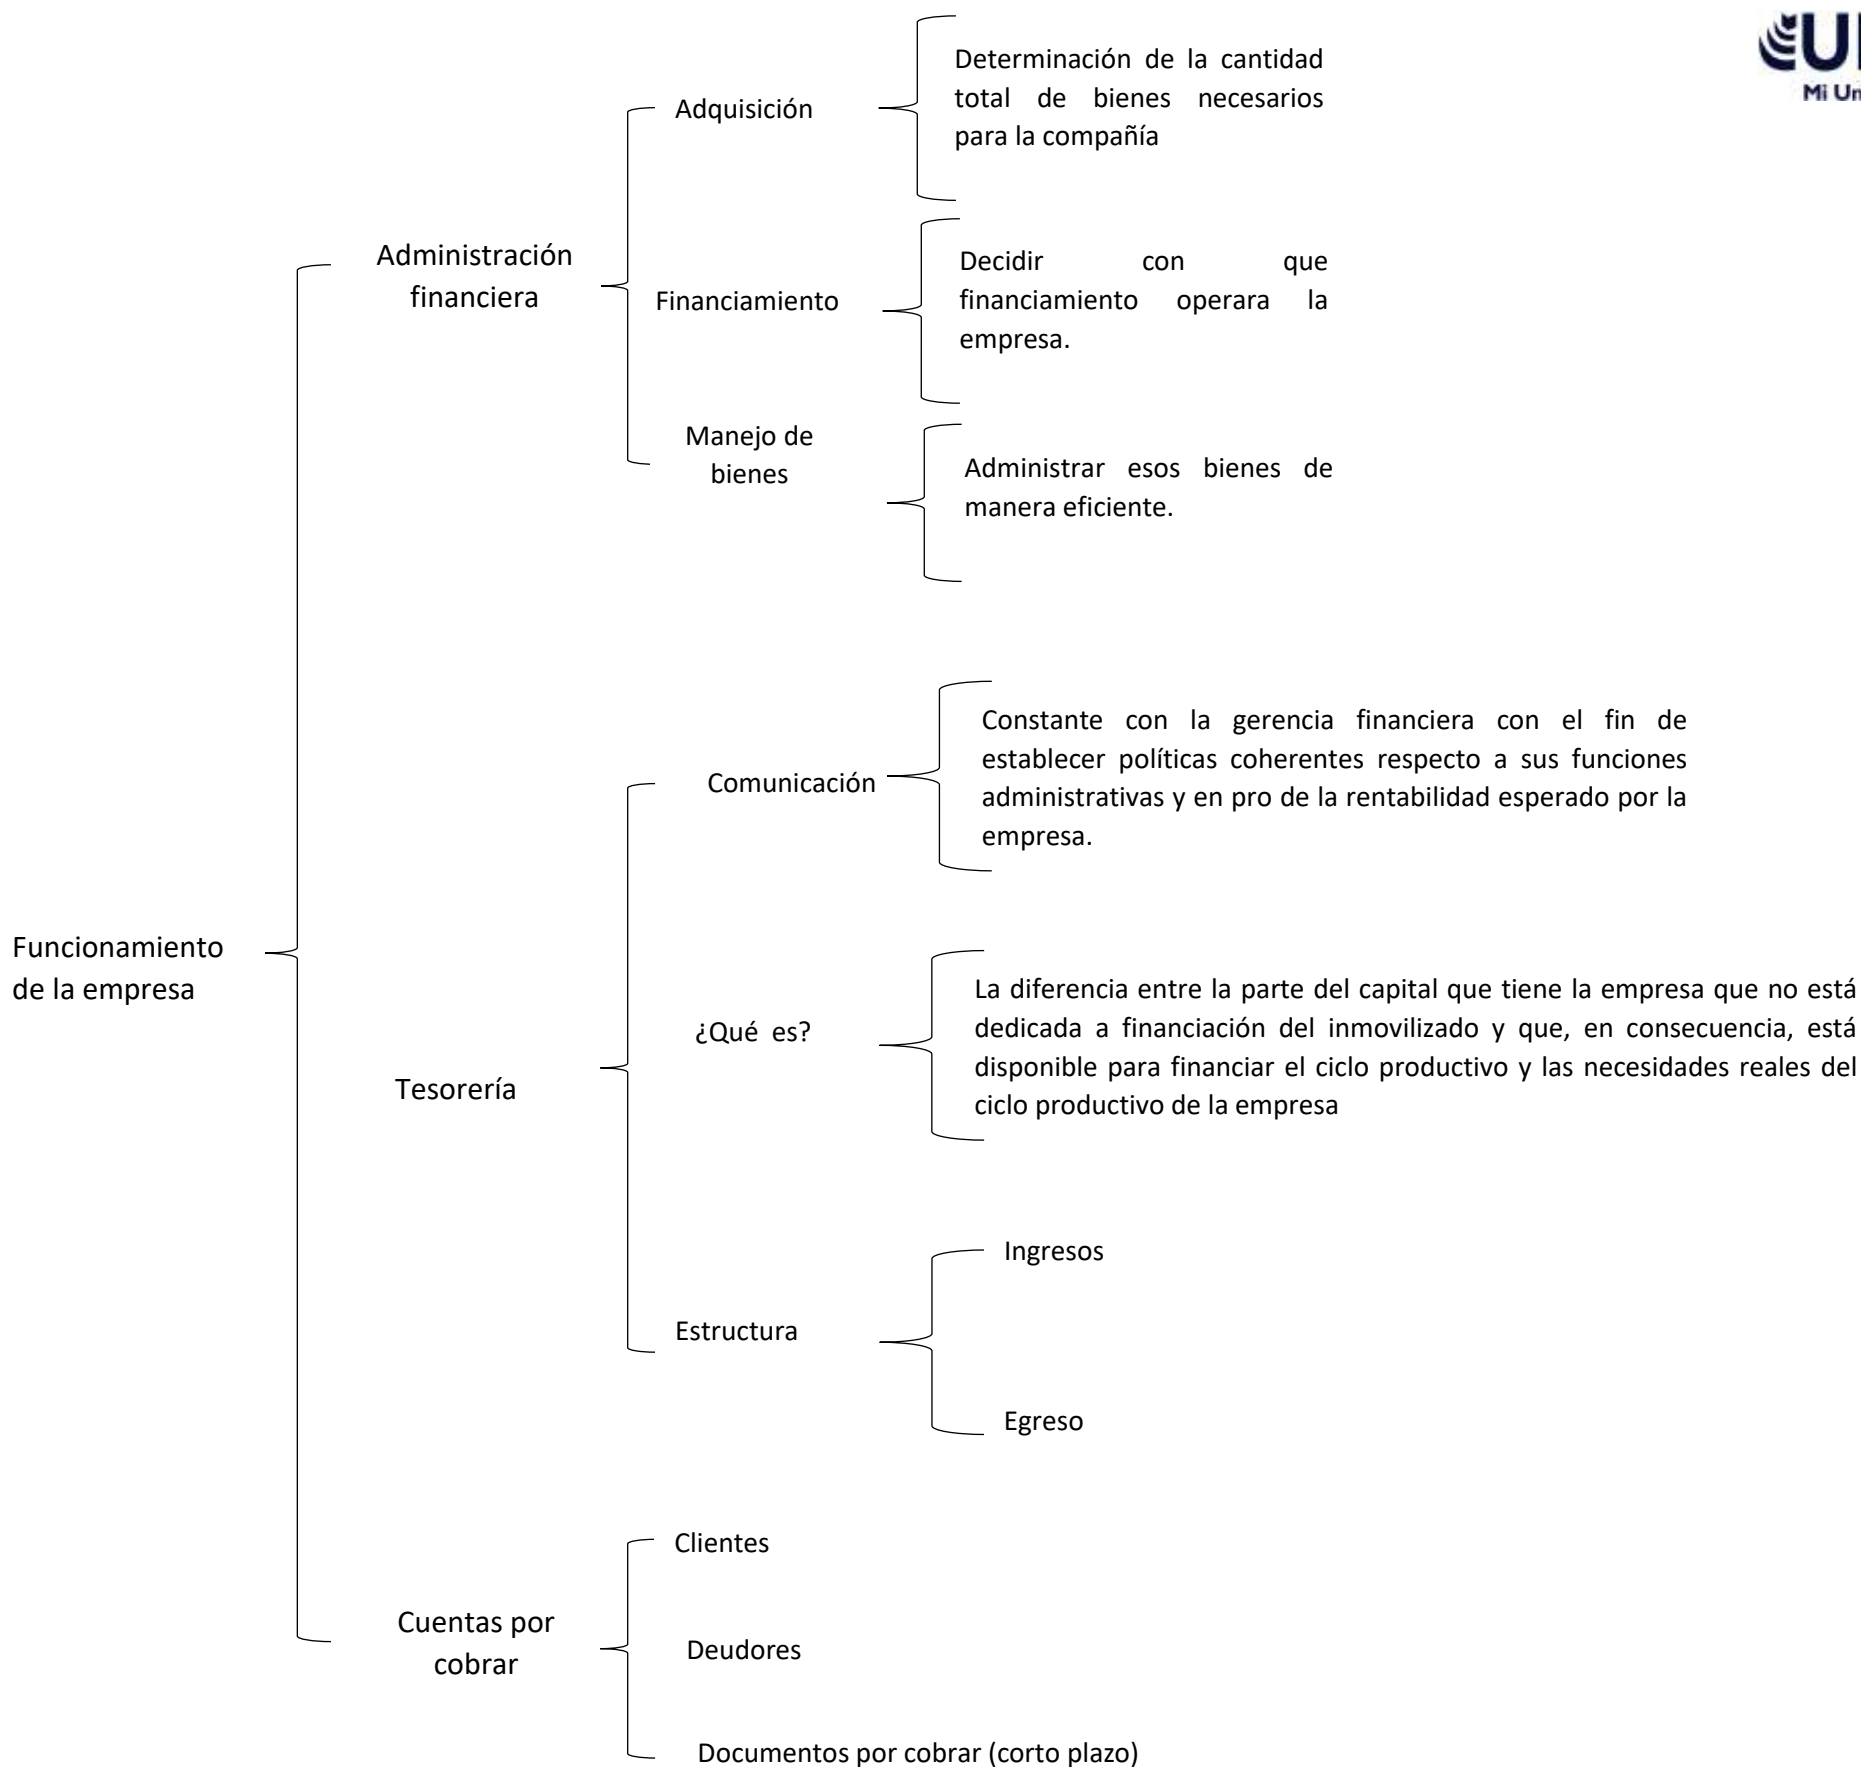 Determinación de la cantidad
total de bienes necesarios
para la compañía
Adquisición
Administración
financiera
Decidir con que
financiamiento operara la
empresa.
Financiamiento
Manejo de
bienes
Administrar esos bienes de
manera eficiente.
Constante con la gerencia financiera con el fin de
establecer políticas coherentes respecto a sus funciones
administrativas y en pro de la rentabilidad esperado por la
empresa.
Comunicación
Funcionamiento
de la empresa
La diferencia entre la parte del capital que tiene la empresa que no está
dedicada a financiación del inmovilizado y que, en consecuencia, está
disponible para financiar el ciclo productivo y las necesidades reales del
ciclo productivo de la empresa
¿Qué es?
Tesorería
Ingresos
Estructura
Egreso
Clientes
Cuentas por
cobrar
Deudores
Documentos por cobrar (corto plazo)
Mi